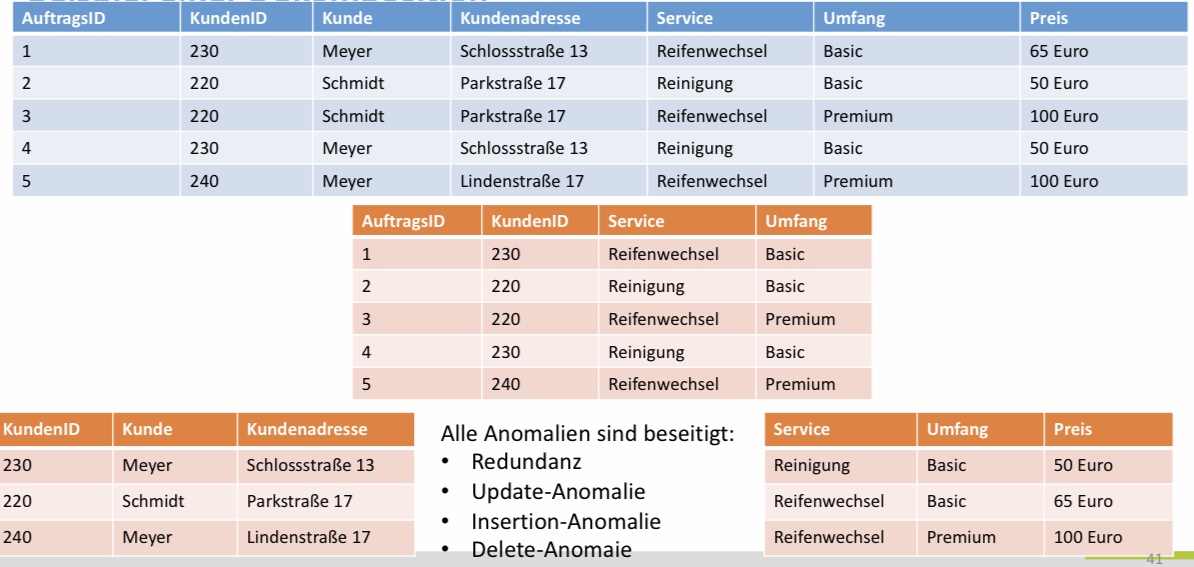 AuftragsID KundenID Kunde Kundenadresse Service Umfang Preis
1 230 Meyer Schlossstraße 13 Reifenwechsel Basic 65 Euro
2 220 Schmidt Parkstraße 17 Reinigung Basic 50 Euro
3 220 Schmidt Parkstraße 17 Reifenwechsel Premium 100 Euro
4 230 Meyer Schlossstraße 13 Reinigung Basic 50 Euro
5 240 Meyer Lindenstraße 17 Reifenwechsel Premium 100 Euro
AuftragsID KundenID Service Umfang
1 230 Reifenwechsel Basic
2 220 Reinigung Basic
3 220 Reifenwechsel Premium
4 230 Reinigung Basic
5 240 Reifenwechsel Premium
KundenID Kunde Kundenadresse
230 Meyer Schlossstraße 13
220 Schmidt Parkstraße 17
240 Meyer Lindenstraße 17
Alle Anomalien sind beseitigt:
• Redundanz
• Update-Anomalie
• Insertion-Anomalie
• Delete-Anomaie
Service Umfang Preis
Reinigung Basic 50 Euro
Reifenwechsel Basic 65 Euro
Reifenwechsel Premium 100 Euro
41